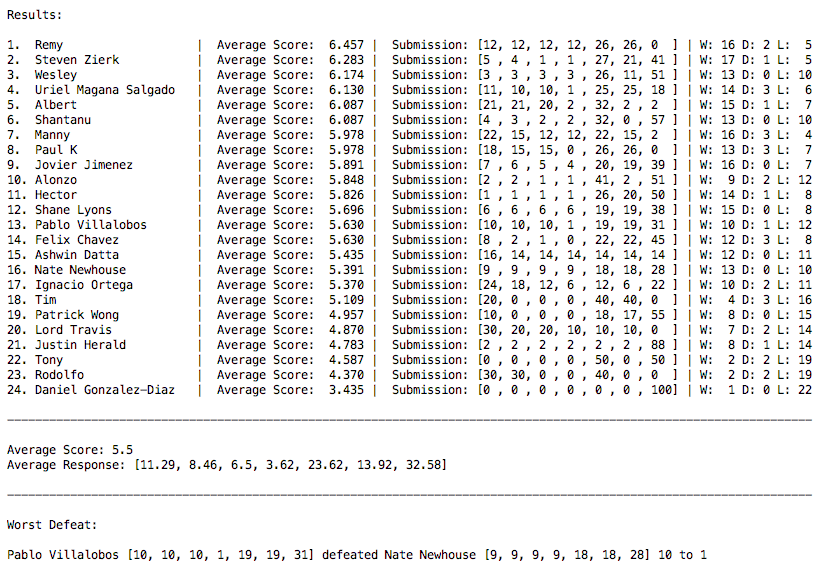 Results:
1.  Remy                   |  Average Score:  6.457 |  Submission: [12, 12, 12, 12, 26, 26, 0  ] | W: 16 D: 2 L:  5
2.  Steven Zierk           |  Average Score:  6.283 |  Submission: [5 , 4 , 1 , 1 , 27, 21, 41 ] | W: 17 D: 1 L:  5
3.  Wesley                 |  Average Score:  6.174 |  Submission: [3 , 3 , 3 , 3 , 26, 11, 51 ] | W: 13 D: 0 L: 10
4.  Uriel Magana Salgado   |  Average Score:  6.130 |  Submission: [11, 10, 10, 1 , 25, 25, 18 ] | W: 14 D: 3 L:  6
5.  Albert                 |  Average Score:  6.087 |  Submission: [21, 21, 20, 2 , 32, 2 , 2  ] | W: 15 D: 1 L:  7
6.  Shantanu               |  Average Score:  6.087 |  Submission: [4 , 3 , 2 , 2 , 32, 0 , 57 ] | W: 13 D: 0 L: 10
7.  Manny                  |  Average Score:  5.978 |  Submission: [22, 15, 12, 12, 22, 15, 2  ] | W: 16 D: 3 L:  4
8.  Paul K                 |  Average Score:  5.978 |  Submission: [18, 15, 15, 0 , 26, 26, 0  ] | W: 13 D: 3 L:  7
9.  Jovier Jimenez         |  Average Score:  5.891 |  Submission: [7 , 6 , 5 , 4 , 20, 19, 39 ] | W: 16 D: 0 L:  7
10. Alonzo                 |  Average Score:  5.848 |  Submission: [2 , 2 , 1 , 1 , 41, 2 , 51 ] | W:  9 D: 2 L: 12
11. Hector                 |  Average Score:  5.826 |  Submission: [1 , 1 , 1 , 1 , 26, 20, 50 ] | W: 14 D: 1 L:  8
12. Shane Lyons            |  Average Score:  5.696 |  Submission: [6 , 6 , 6 , 6 , 19, 19, 38 ] | W: 15 D: 0 L:  8
13. Pablo Villalobos       |  Average Score:  5.630 |  Submission: [10, 10, 10, 1 , 19, 19, 31 ] | W: 10 D: 1 L: 12
14. Felix Chavez           |  Average Score:  5.630 |  Submission: [8 , 2 , 1 , 0 , 22, 22, 45 ] | W: 12 D: 3 L:  8
15. Ashwin Datta           |  Average Score:  5.435 |  Submission: [16, 14, 14, 14, 14, 14, 14 ] | W: 12 D: 0 L: 11
16. Nate Newhouse          |  Average Score:  5.391 |  Submission: [9 , 9 , 9 , 9 , 18, 18, 28 ] | W: 13 D: 0 L: 10
17. Ignacio Ortega         |  Average Score:  5.370 |  Submission: [24, 18, 12, 6 , 12, 6 , 22 ] | W: 10 D: 2 L: 11
18. Tim                    |  Average Score:  5.109 |  Submission: [20, 0 , 0 , 0 , 40, 40, 0  ] | W:  4 D: 3 L: 16
19. Patrick Wong           |  Average Score:  4.957 |  Submission: [10, 0 , 0 , 0 , 18, 17, 55 ] | W:  8 D: 0 L: 15
20. Lord Travis            |  Average Score:  4.870 |  Submission: [30, 20, 20, 10, 10, 10, 0  ] | W:  7 D: 2 L: 14
21. Justin Herald          |  Average Score:  4.783 |  Submission: [2 , 2 , 2 , 2 , 2 , 2 , 88 ] | W:  8 D: 1 L: 14
22. Tony                   |  Average Score:  4.587 |  Submission: [0 , 0 , 0 , 0 , 50, 0 , 50 ] | W:  2 D: 2 L: 19
23. Rodolfo                |  Average Score:  4.370 |  Submission: [30, 30, 0 , 0 , 40, 0 , 0  ] | W:  2 D: 2 L: 19
24. Daniel Gonzalez-Diaz   |  Average Score:  3.435 |  Submission: [0 , 0 , 0 , 0 , 0 , 0 , 100] | W:  1 D: 0 L: 22
Average Score: 5.5
Average Response: [11.29, 8.46, 6.5, 3.62, 23.62, 13.92, 32.58]
Worst Defeat:
Pablo Villalobos [10, 10, 10, 1, 19, 19, 31] defeated Nate Newhouse [9, 9, 9, 9, 18, 18, 28] 10 to 1